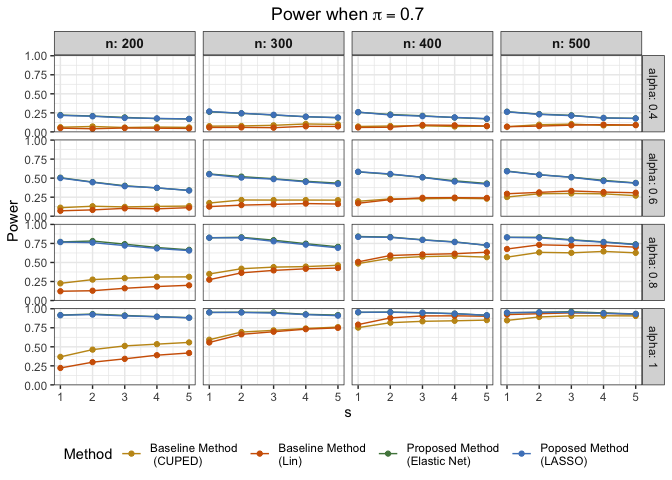 Power when π = 0.7
n: 200
n: 300
n: 400
n: 500
1.00
0.75
0.50
0.25
0.00
alpha: 0.4
1.00
0.75
0.50
0.25
0.00
alpha: 0.6
1.00
0.75
0.50
0.25
0.00
alpha: 0.8
1.00
0.75
0.50
0.25
0.00
alpha: 1
Power
1 2 3 4 5
1 2 3 4 5
1 2 3 4 5
1 2 3 4 5
s
Method
Baseline Method
(CUPED)
Baseline Method
(Lin)
Proposed Method
(Elastic Net)
Poposed Method
(LASSO)